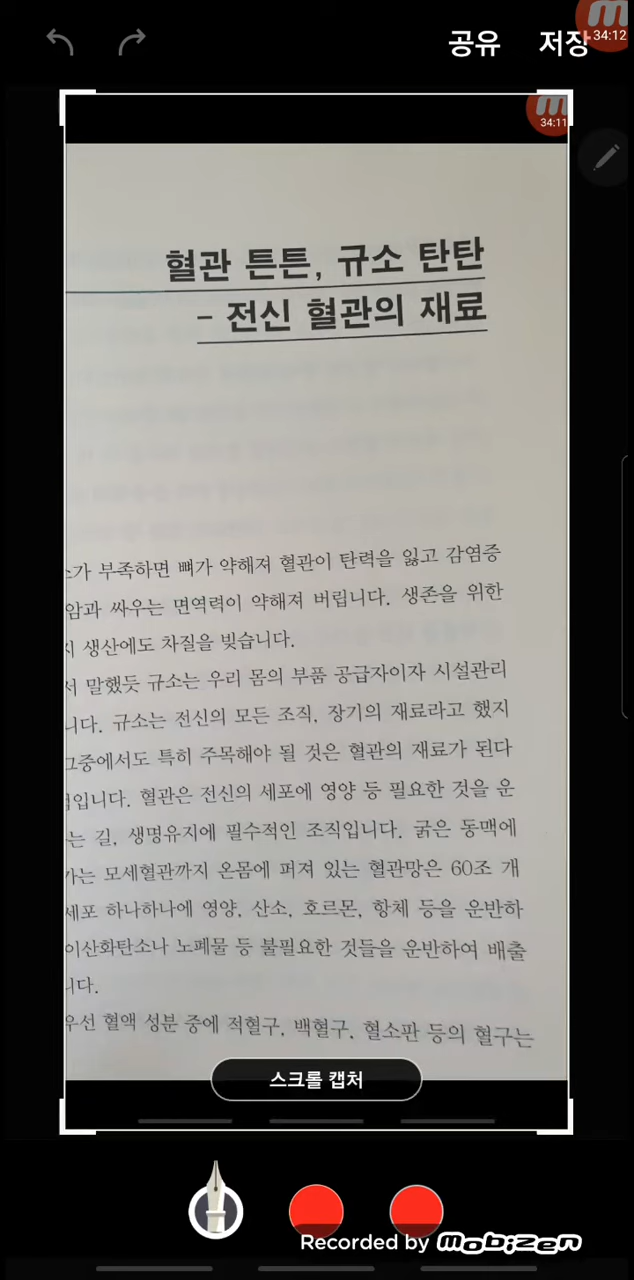 공유 저장
34:12
34:11
혈관 튼튼, 규소 탄탄
- 전신 혈관의 재료
가 부족하면 뼈가 약해져 혈관이 탄력을 잃고 감염증
암과 싸우는 면역력이 약해져 버립니다. 생존을 위한
생산에도 차질을 빚습니다.
서 말했듯 규소는 우리 몸의 부품 공급자이자 시설관리
니다. 규소는 전신의 모든 조직, 장기의 재료라고 했지
그중에서도 특히 주목해야 될 것은 혈관의 재료가 된다
입니다. 혈관은 전신의 세포에 영양 등 필요한 것을 운
는 길, 생명유지에 필수적인 조직입니다. 굵은 동맥에
가는 모세혈관까지 온몸에 퍼져 있는 혈관망은 60조 개
세포 하나하나에 영양, 산소, 호르몬, 항체 등을 운반하
이산화탄소나 노폐물 등 불필요한 것들을 운반하여 배출
니다.
우선 혈액 성분 중에 적혈구, 백혈구, 혈소판 등의 혈구는
스크롤 캡처
Recorded by mobizen